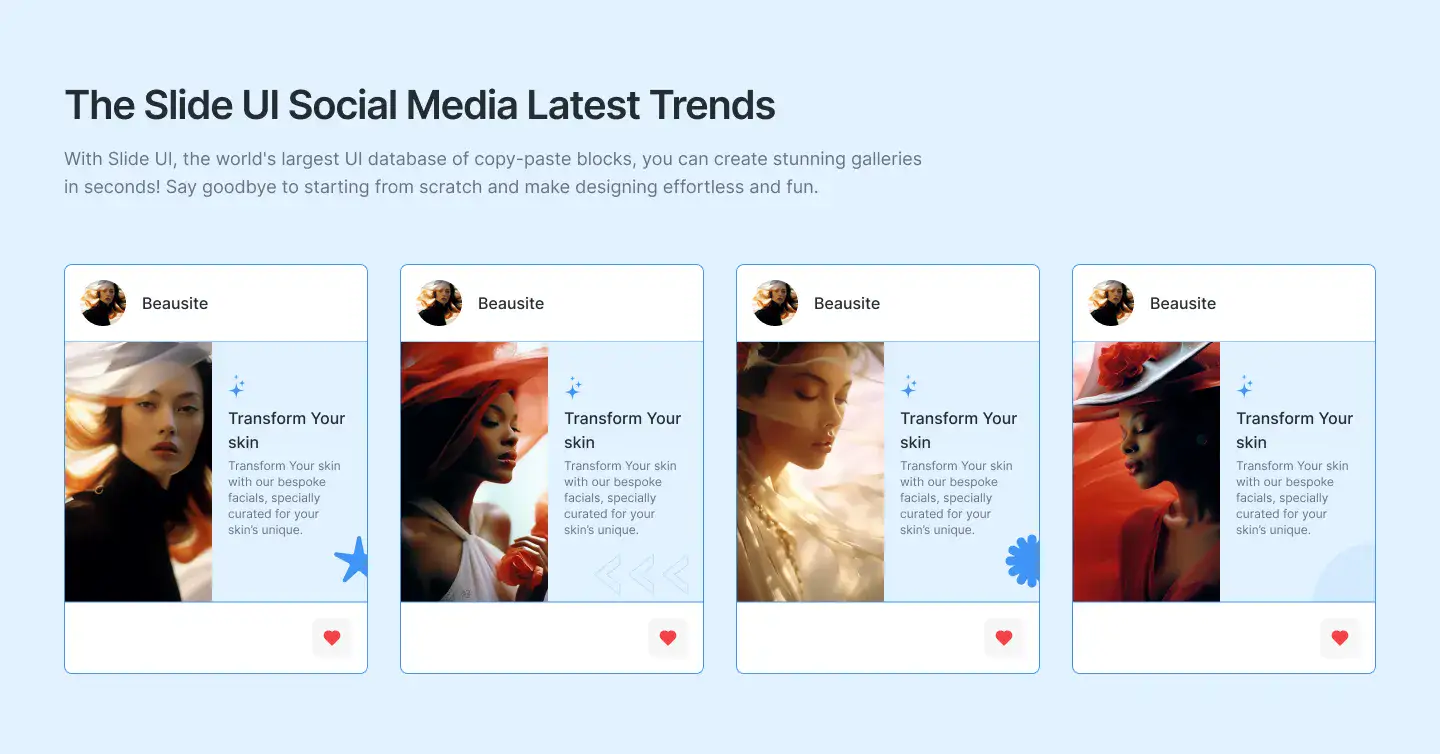 The Slide UI Social Media Latest Trends
With Slide UI, the world's largest UI database of copy-paste blocks, you can create stunning galleries
in seconds! Say goodbye to starting from scratch and make designing effortless and fun.
Beausite
Transform Your
skin
Transform Your skin
with our bespoke
facials, specially
curated for your
skin’s unique.
Beausite
Transform Your
skin
Transform Your skin
with our bespoke
facials, specially
curated for your
skin’s unique.
Beausite
Transform Your
skin
Transform Your skin
with our bespoke
facials, specially
curated for your
skin’s unique.
Beausite
Transform Your
skin
Transform Your skin
with our bespoke
facials, specially
curated for your
skin’s unique.